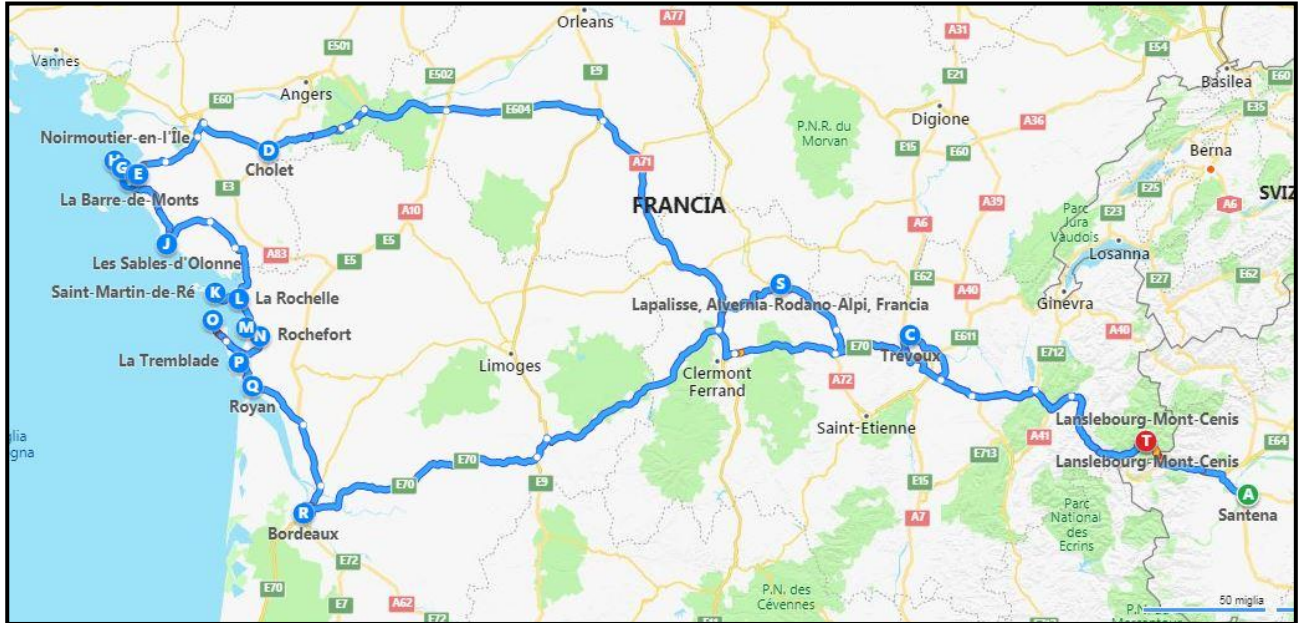 Orleans
A77
A31
E54
Vannes
E501
E502
E9
E21
Basilea
E60
Angers
E60
E604
Digione
A36
E35
P.N.R. du
Morvan
E15
E60
Berna
Noirmoutier-en-l'Île
H
G
E
D
Cholet
A71
E25
La Barre-de-Monts
E3
FRANCIA
A39
E23
SVIZ
A6
A10
A6
Parc
Jura
Vaudois
Losanna
J
A83
E5
E5
Les Sables-d'Olonne
E62
E62
S
E27
Saint-Martin-de-Ré
K
L
La Rochelle
A40
Ginevra
Lapalisse, Alvernia-Rodano-Alpi, Francia
O
M
N
Rochefort
C
A40
E70
E611
Trévoux
E712
La Tremblade
P
Limoges
Clermont
Ferrand
A72
Q
Royan
Saint-Etienne
Lanslebourg-Mont-Cenis
T
A41
E64
Lanslebourg-Mont-Cenis
glia
ogna
E70
E713
E70
E9
E15
A
Santena
R
Bordeaux
A7
Parc
National
des
Ecrins
E72
E70
E7
A62
E72
P.N. des
Cévennes
50 miglia